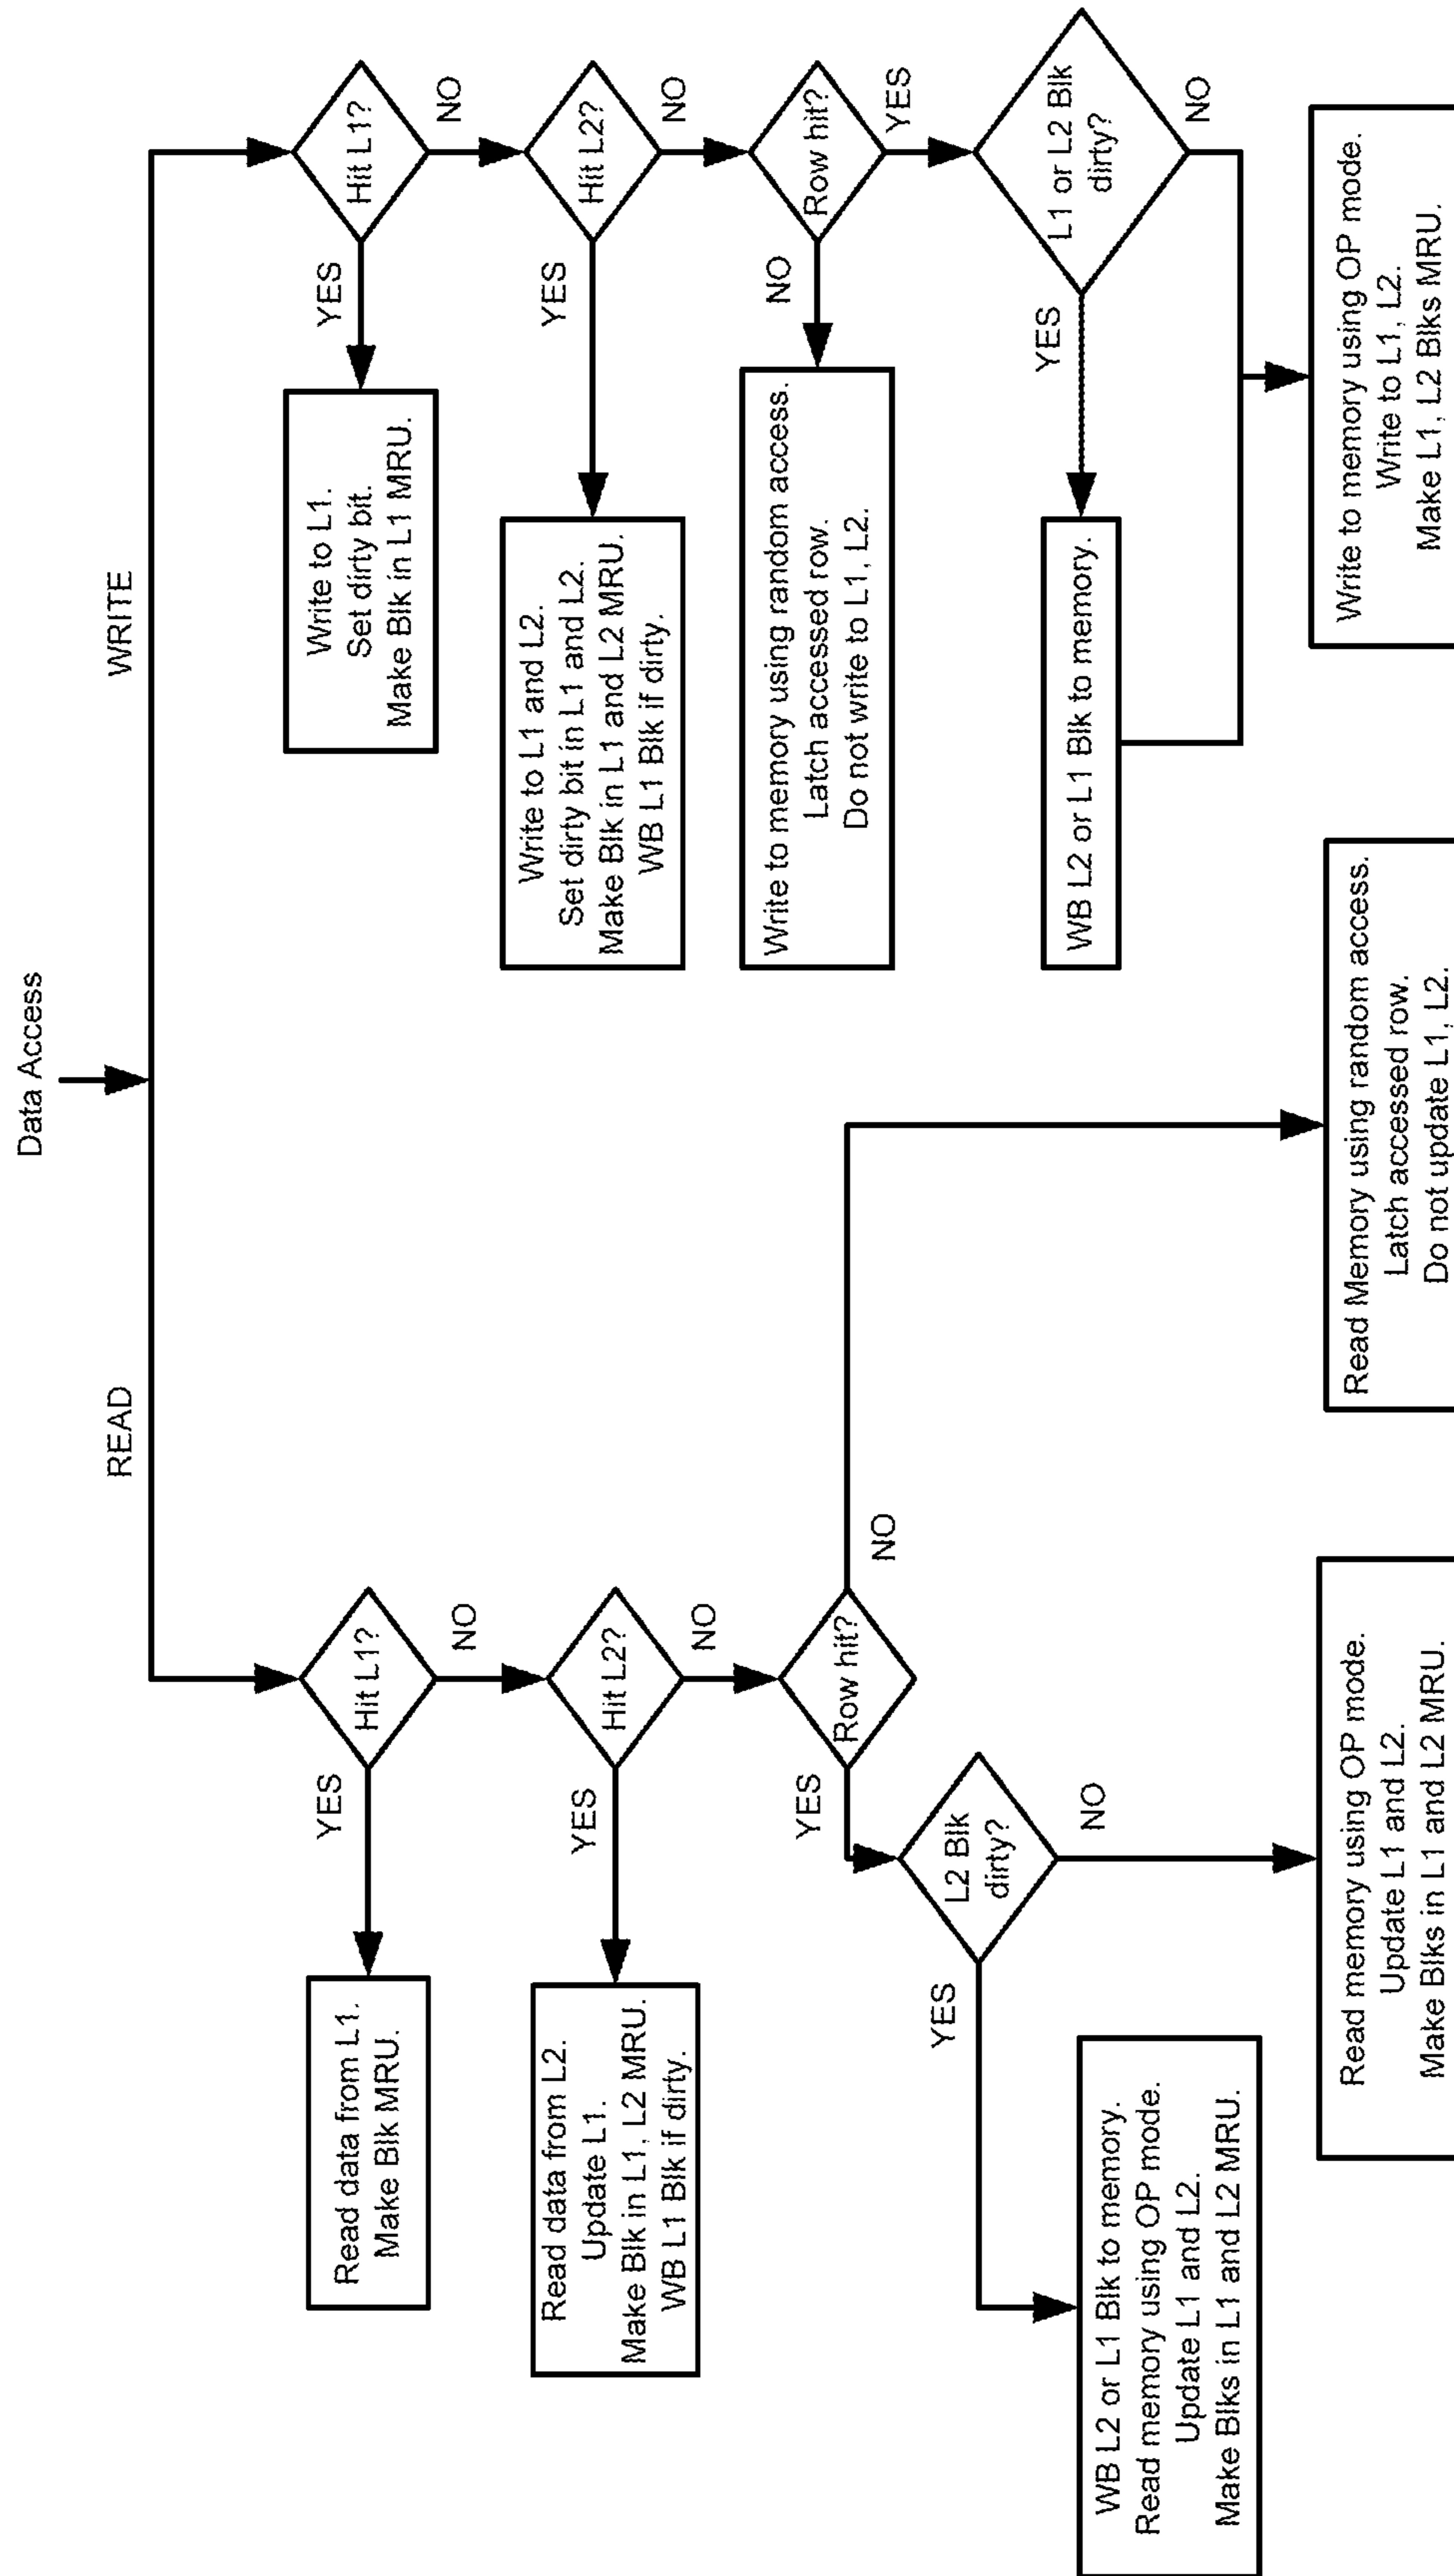 Data Access
READ
WRITE
Hit L1?
YES
NO
Read data from L1.
Make Blk MRU.
Hit L2?
YES
NO
Read data from L2.
Update L1.
Make Blk in L1, L2 MRU.
WB L1 Blk if dirty.
Row hit?
YES
NO
L2 Blk
dirty?
YES
NO
WB L2 or L1 Blk to memory.
Read memory using OP mode.
Update L1 and L2.
Make Blks in L1 and L2 MRU.
Read memory using OP mode.
Update L1 and L2.
Make Blks in L1 and L2 MRU.
Read Memory using random access.
Latch accessed row.
Do not update L1, L2.
Hit L1?
YES
NO
Write to L1.
Set dirty bit.
Make Blk in L1 MRU.
Hit L2?
YES
NO
Write to L1 and L2.
Set dirty bit in L1 and L2.
Make Blk in L1 and L2 MRU.
WB L1 Blk if dirty.
Row hit?
NO
YES
Write to memory using random access.
Latch accessed row.
Do not write to L1, L2.
L1 or L2 Blk
dirty?
YES
NO
WB L2 or L1 Blk to memory.
Write to memory using OP mode.
Write to L1, L2.
Make L1, L2 Blks MRU.